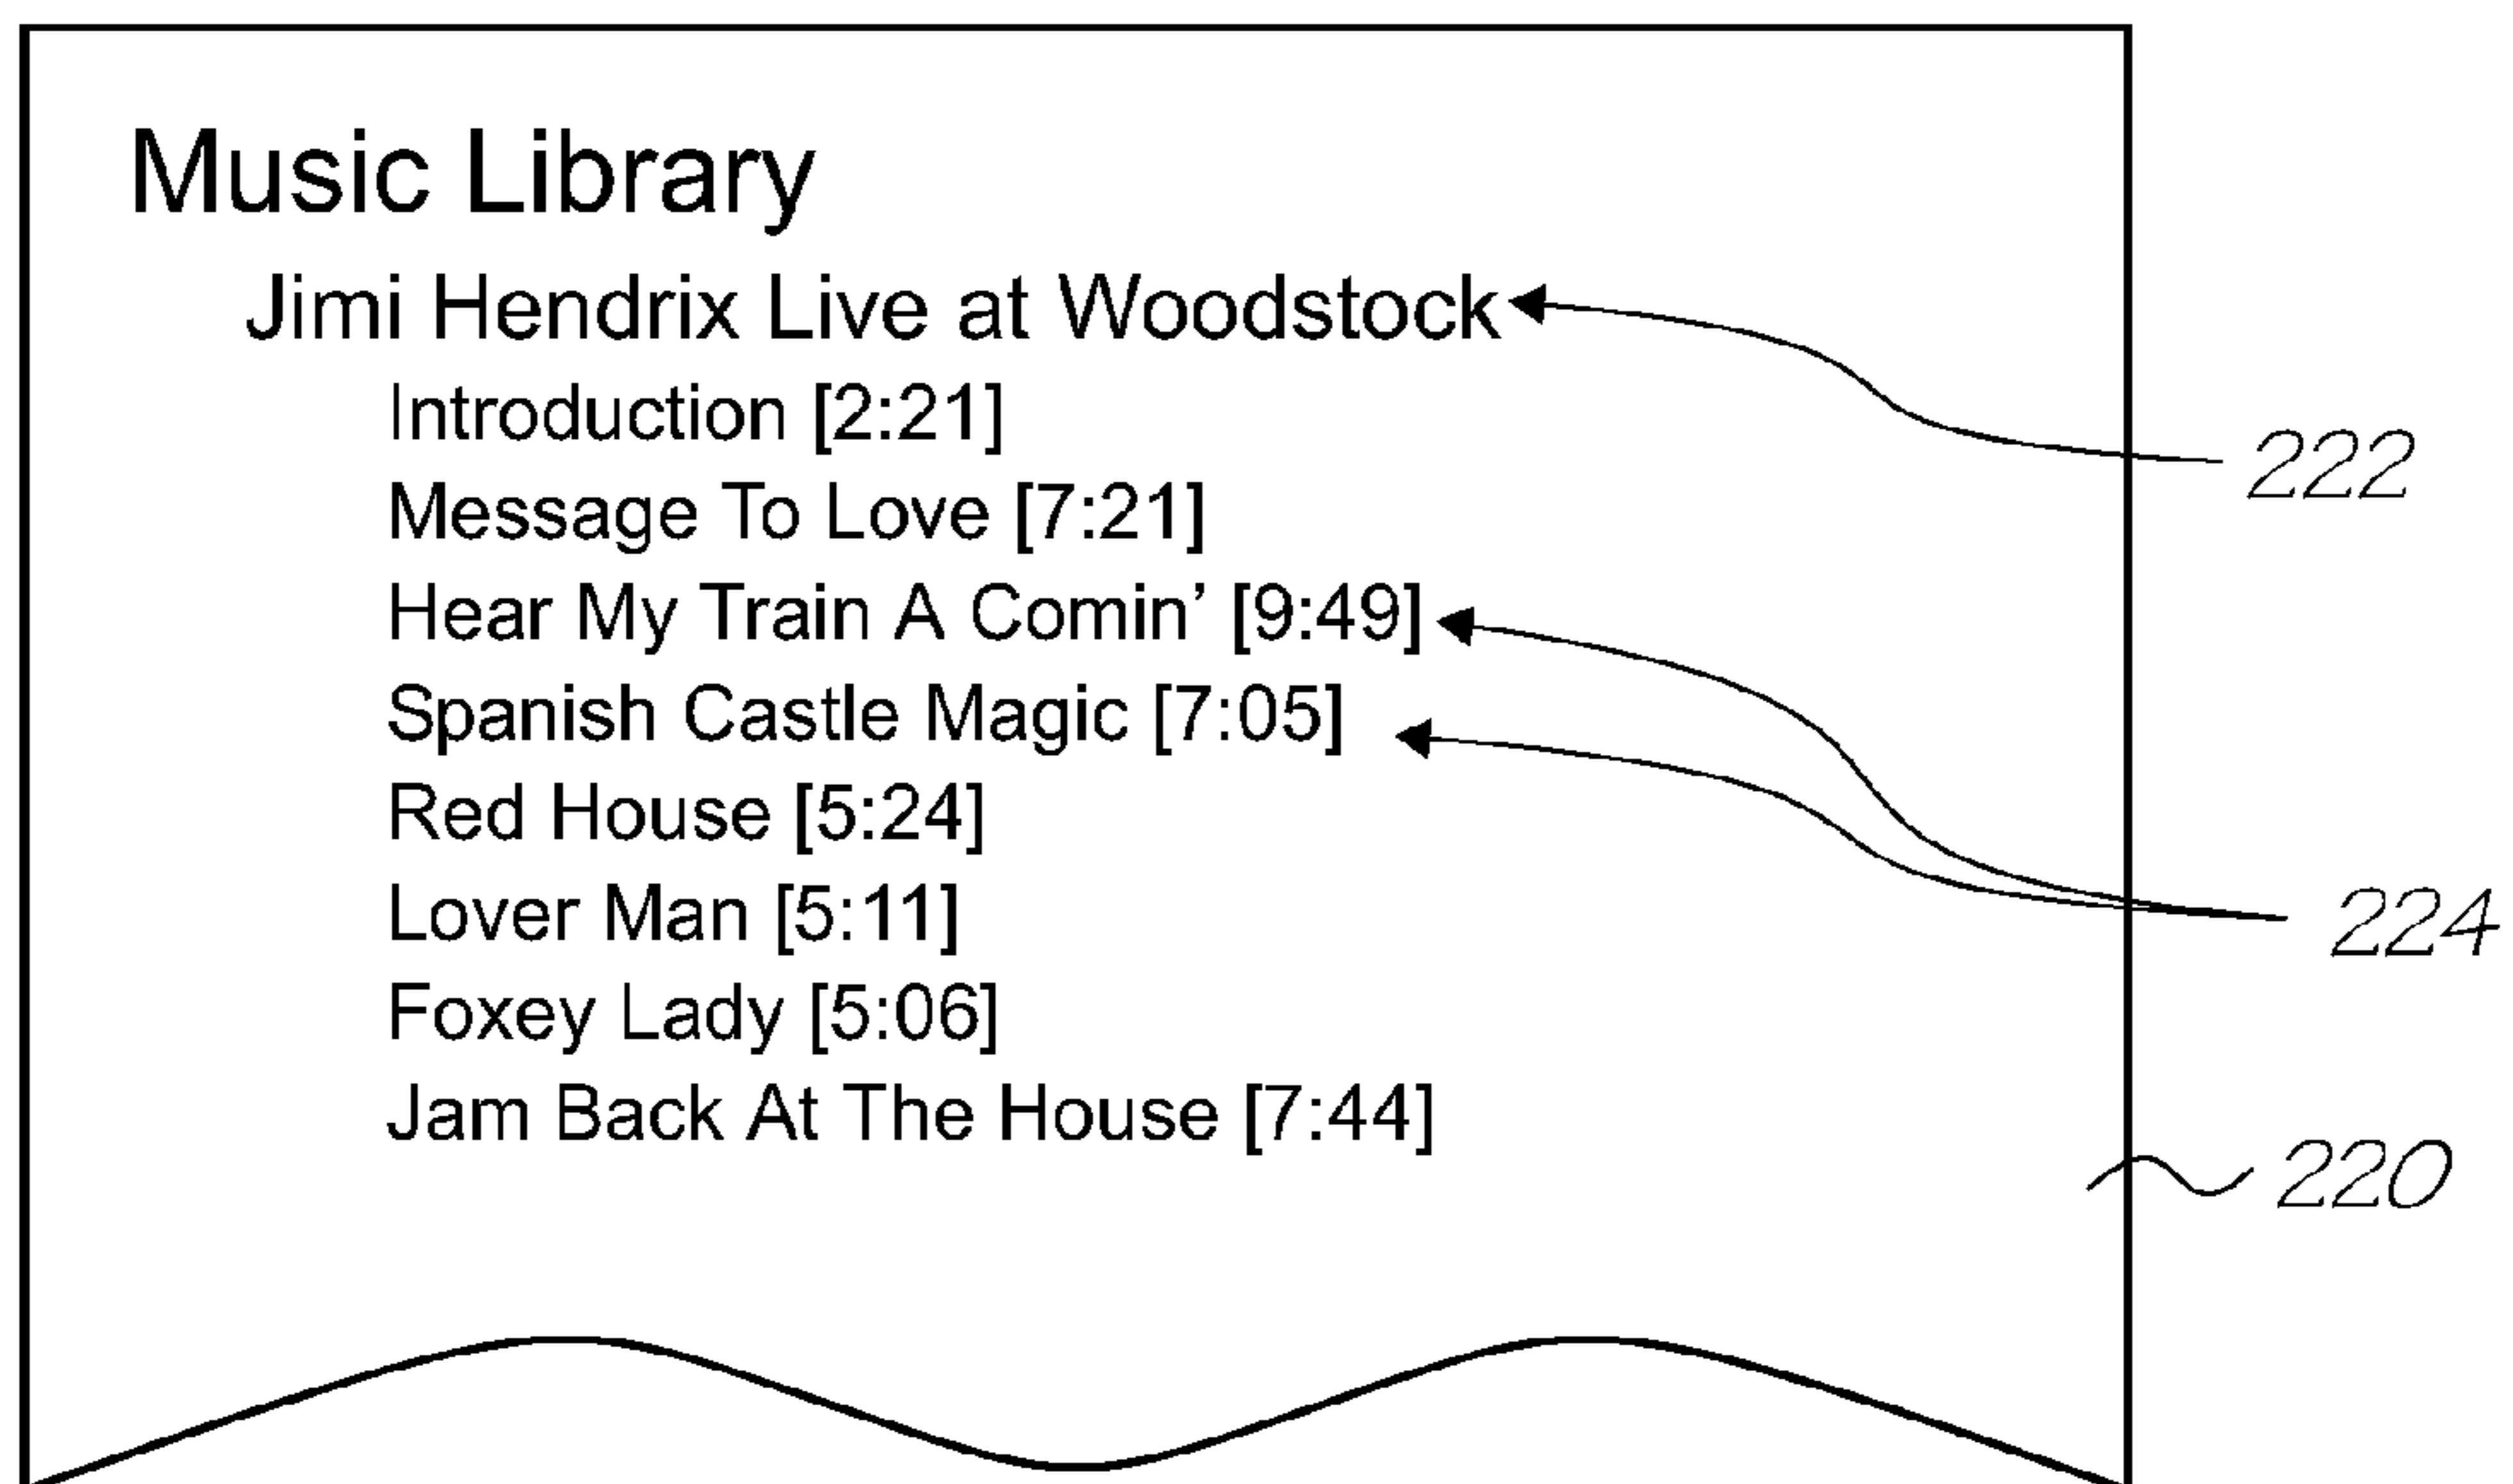 Music Library
Jimi Hendrix Live at Woodstock
Introduction [2:21]
222
Message To Love [7:21]
Hear My Train A Comin’ [9:49]
Spanish Castle Magic [7:05]
Red House [5:24]
Lover Man [5:11]
224
Foxey Lady [5:06]
Jam Back At The House [7:44]
220